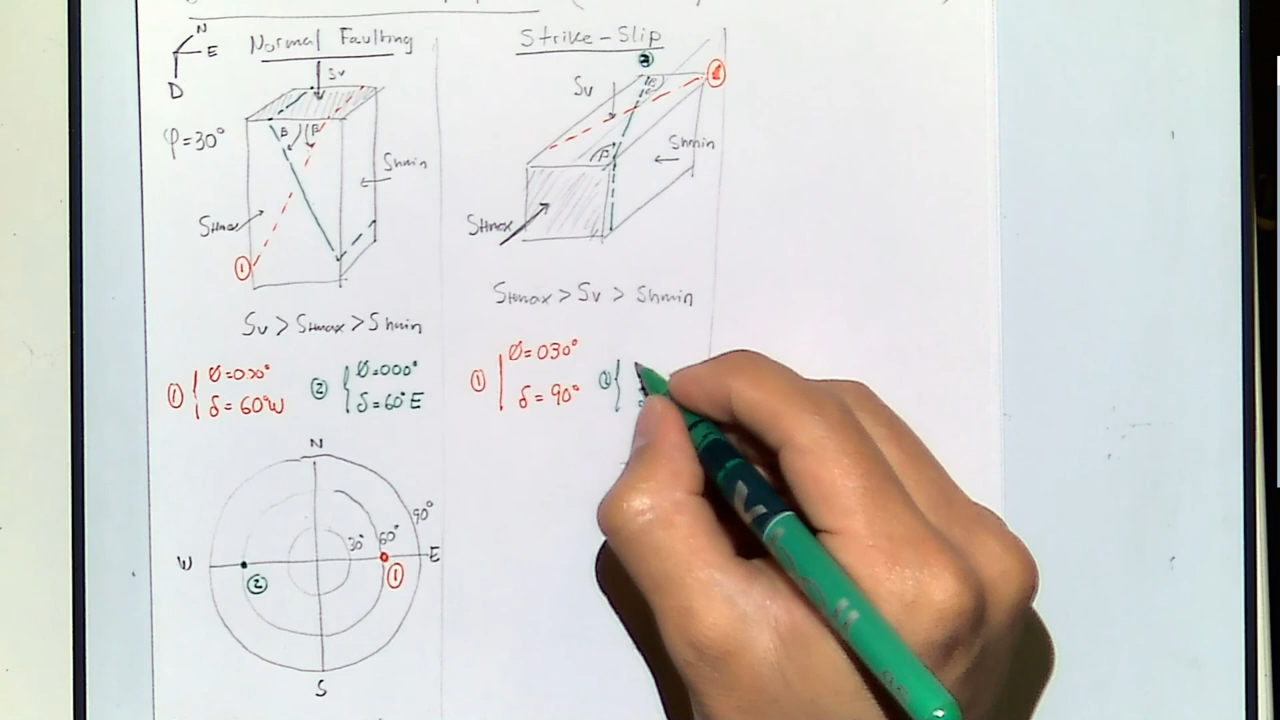 N
E
D
Normal Faulting
Sv
β β
φ=30°
Shmin
SHmax
①
Sv > SHmax > Shmin
① { Ø=000°
δ = 60°W
② { Ø=000°
δ = 60°E
N
W
E
S
30° 60° 90°
②
①
Strike-Slip
②
①
Sv
β
β
Shmin
SHmax
SHmax > Sv > Shmin
① Ø=030°
δ = 90°
② {